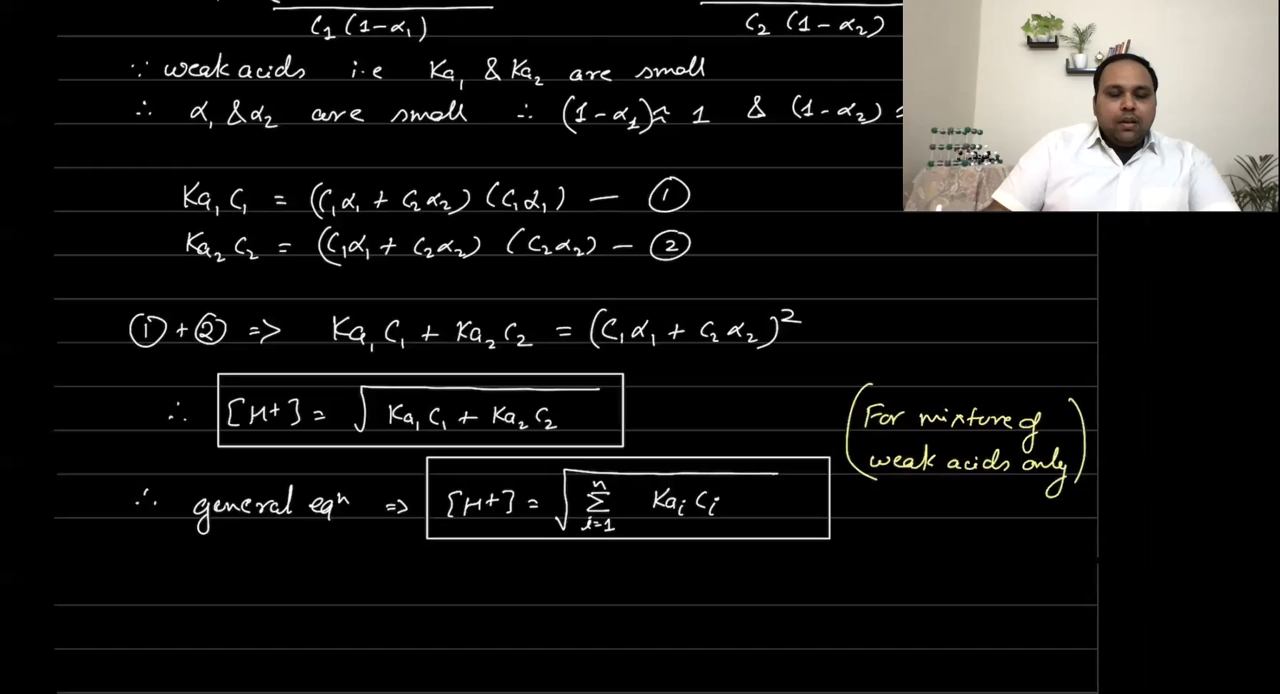 C₁ (1-α₁) C₂ (1-α₂)
∵ weak acids i.e Ka₁ & Ka₂ are small
∴ α₁ & α₂ are small ∴ (1-α₁)≈ 1 & (1-α₂)
Ka₁ C₁ = (C₁α₁ + C₂α₂) (C₁α₁) — ①
Ka₂ C₂ = (C₁α₁ + C₂α₂) (C₂α₂) — ②
① + ② => Ka₁ C₁ + Ka₂ C₂ = (C₁α₁ + C₂α₂)²
∴ [H+] = √(Ka₁ C₁ + Ka₂ C₂)
(For mixture of
weak acids only)
∴ general eqⁿ => [H+] = √(Σⁿᵢ₌₁ Kaᵢ Cᵢ)